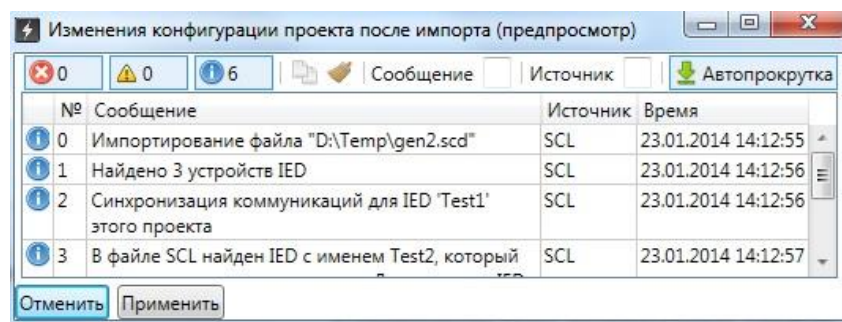 Изменения конфигурации проекта после импорта (предпросмотр)
0 0 6 Сообщение Источник Автопрокрутка
№ Сообщение Источник Время
0 Импортирование файла "D:\Temp\gen2.scd" SCL 23.01.2014 14:12:55
1 Найдено 3 устройств IED SCL 23.01.2014 14:12:56
2 Синхронизация коммуникаций для IED 'Test1' SCL 23.01.2014 14:12:56
этого проекта
3 В файле SCL найден IED с именем Test2, который SCL 23.01.2014 14:12:57
Отменить Применить